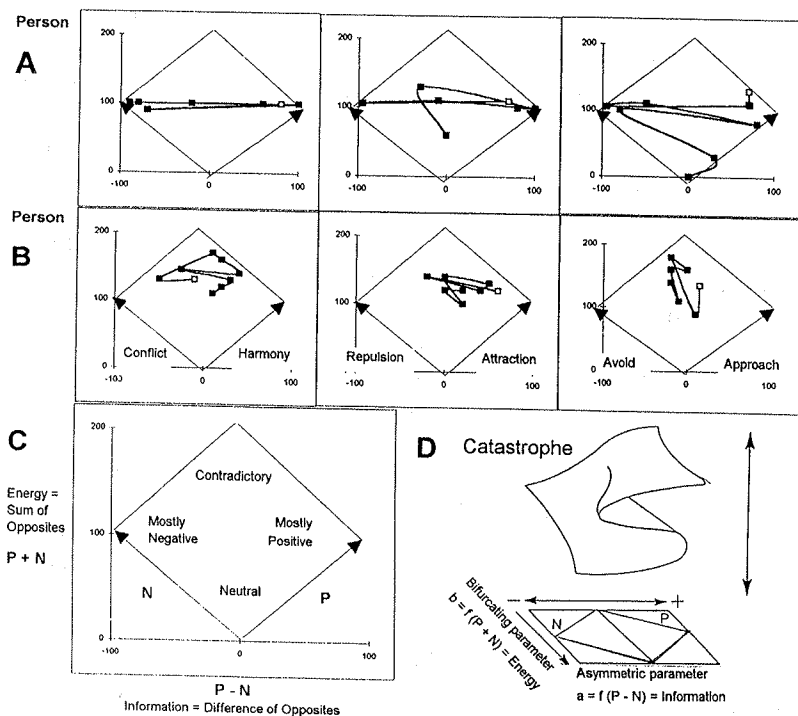 Person
A
200
100
0
-100
0
100
200
100
0
-100
0
100
200
100
0
-100
0
100
Person
B
200
100
0
-100
0
100
Conflict
Harmony
200
100
0
-100
0
100
Repulsion
Attraction
200
100
0
-100
0
100
Avoid
Approach
C
Energy =
Sum of
Opposites
P + N
200
100
0
-100
0
100
Contradictory
Mostly
Negative
Mostly
Positive
Neutral
N
P
P - N
Information = Difference of Opposites
D
Catastrophe
Bifurcating parameter
b = f (P + N) = Energy
−
+
N
P
Asymmetric parameter
a = f (P - N) = Information